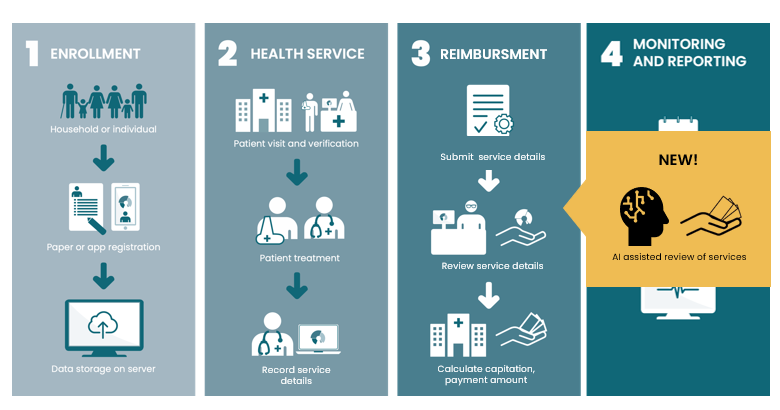 1 ENROLLMENT
Household or individual
Paper or app registration
Data storage on server
2 HEALTH SERVICE
Patient visit and verification
Patient treatment
Record service
details
3 REIMBURSMENT
Submit service details
Review service details
Calculate capitation,
payment amount
4 MONITORING
AND REPORTING
NEW!
AI assisted review of services